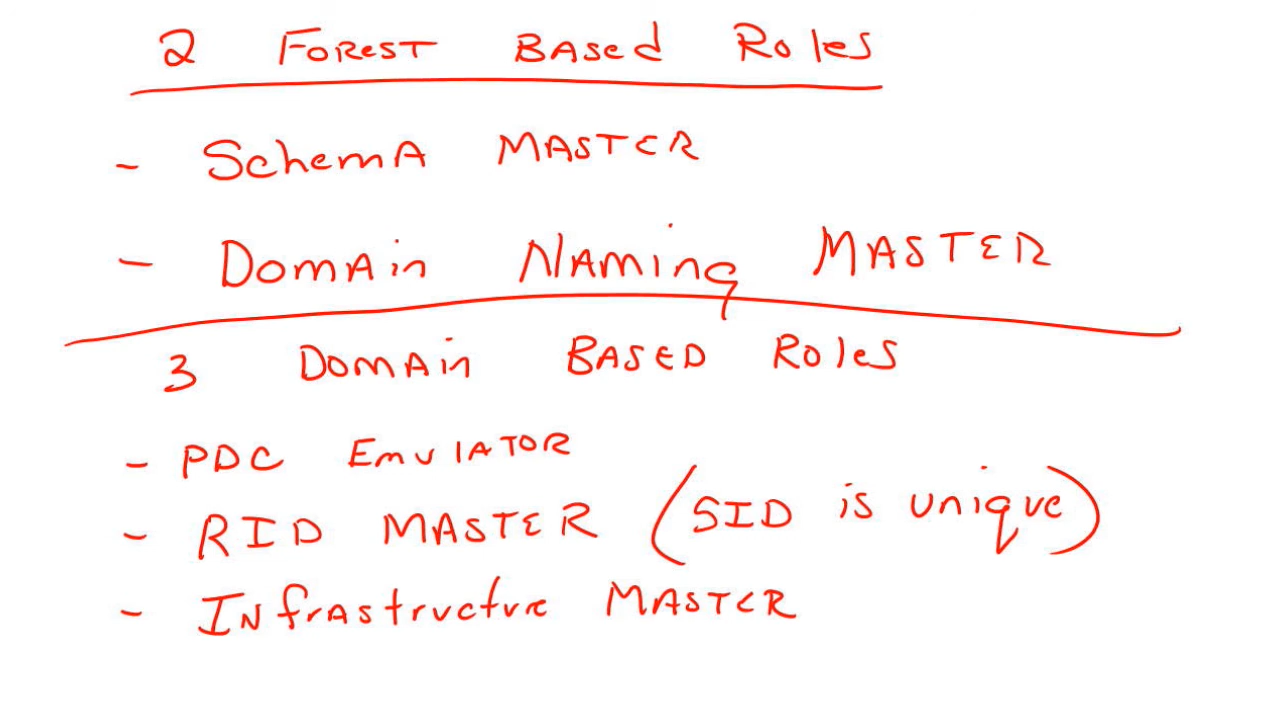 2 Forest Based Roles
- Schema Master
- Domain Naming Master
3 Domain Based Roles
- PDC Emulator
- RID Master (SID is unique)
- Infrastructure Master